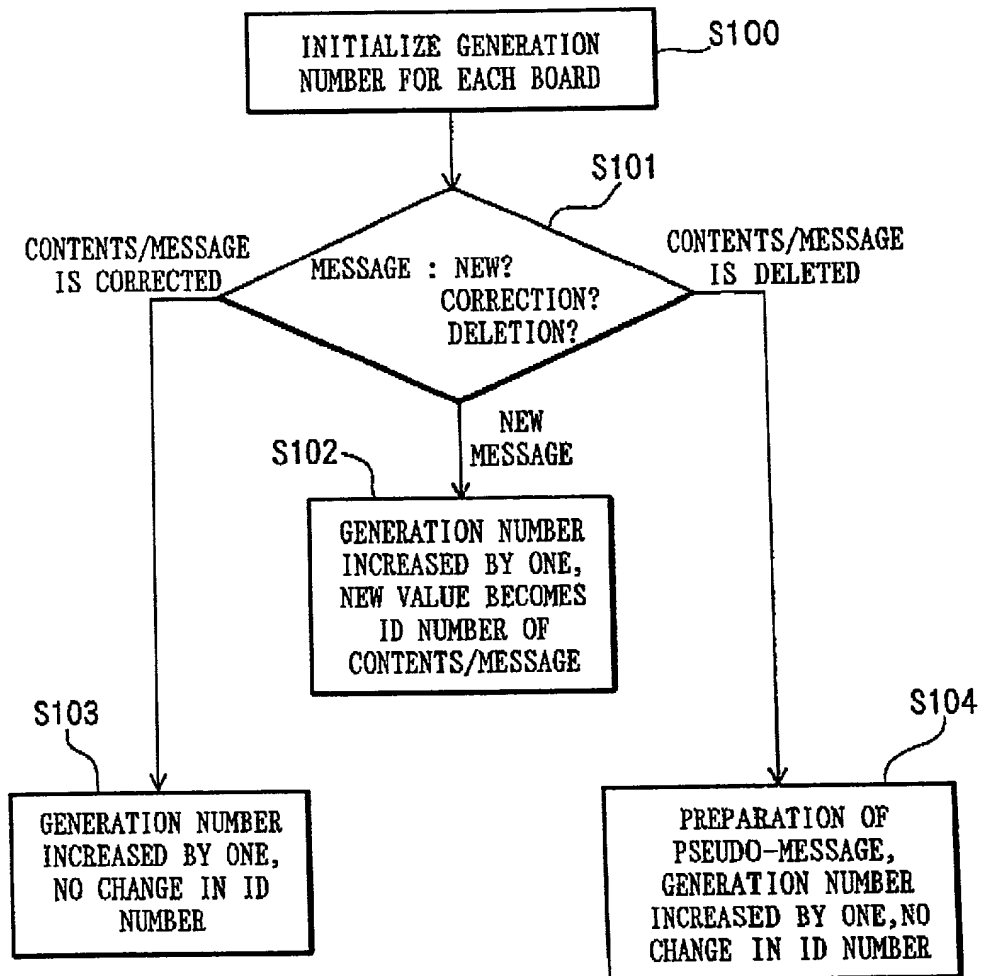 INITIALIZE GENERATION
NUMBER FOR EACH BOARD
S100
S101
CONTENTS/MESSAGE
IS CORRECTED
MESSAGE : NEW?
CORRECTION?
DELETION?
CONTENTS/MESSAGE
IS DELETED
NEW
MESSAGE
S102
GENERATION NUMBER
INCREASED BY ONE,
NEW VALUE BECOMES
ID NUMBER OF
CONTENTS/MESSAGE
S103
GENERATION NUMBER
INCREASED BY ONE,
NO CHANGE IN ID
NUMBER
S104
PREPARATION OF
PSEUDO-MESSAGE,
GENERATION NUMBER
INCREASED BY ONE,NO
CHANGE IN ID NUMBER